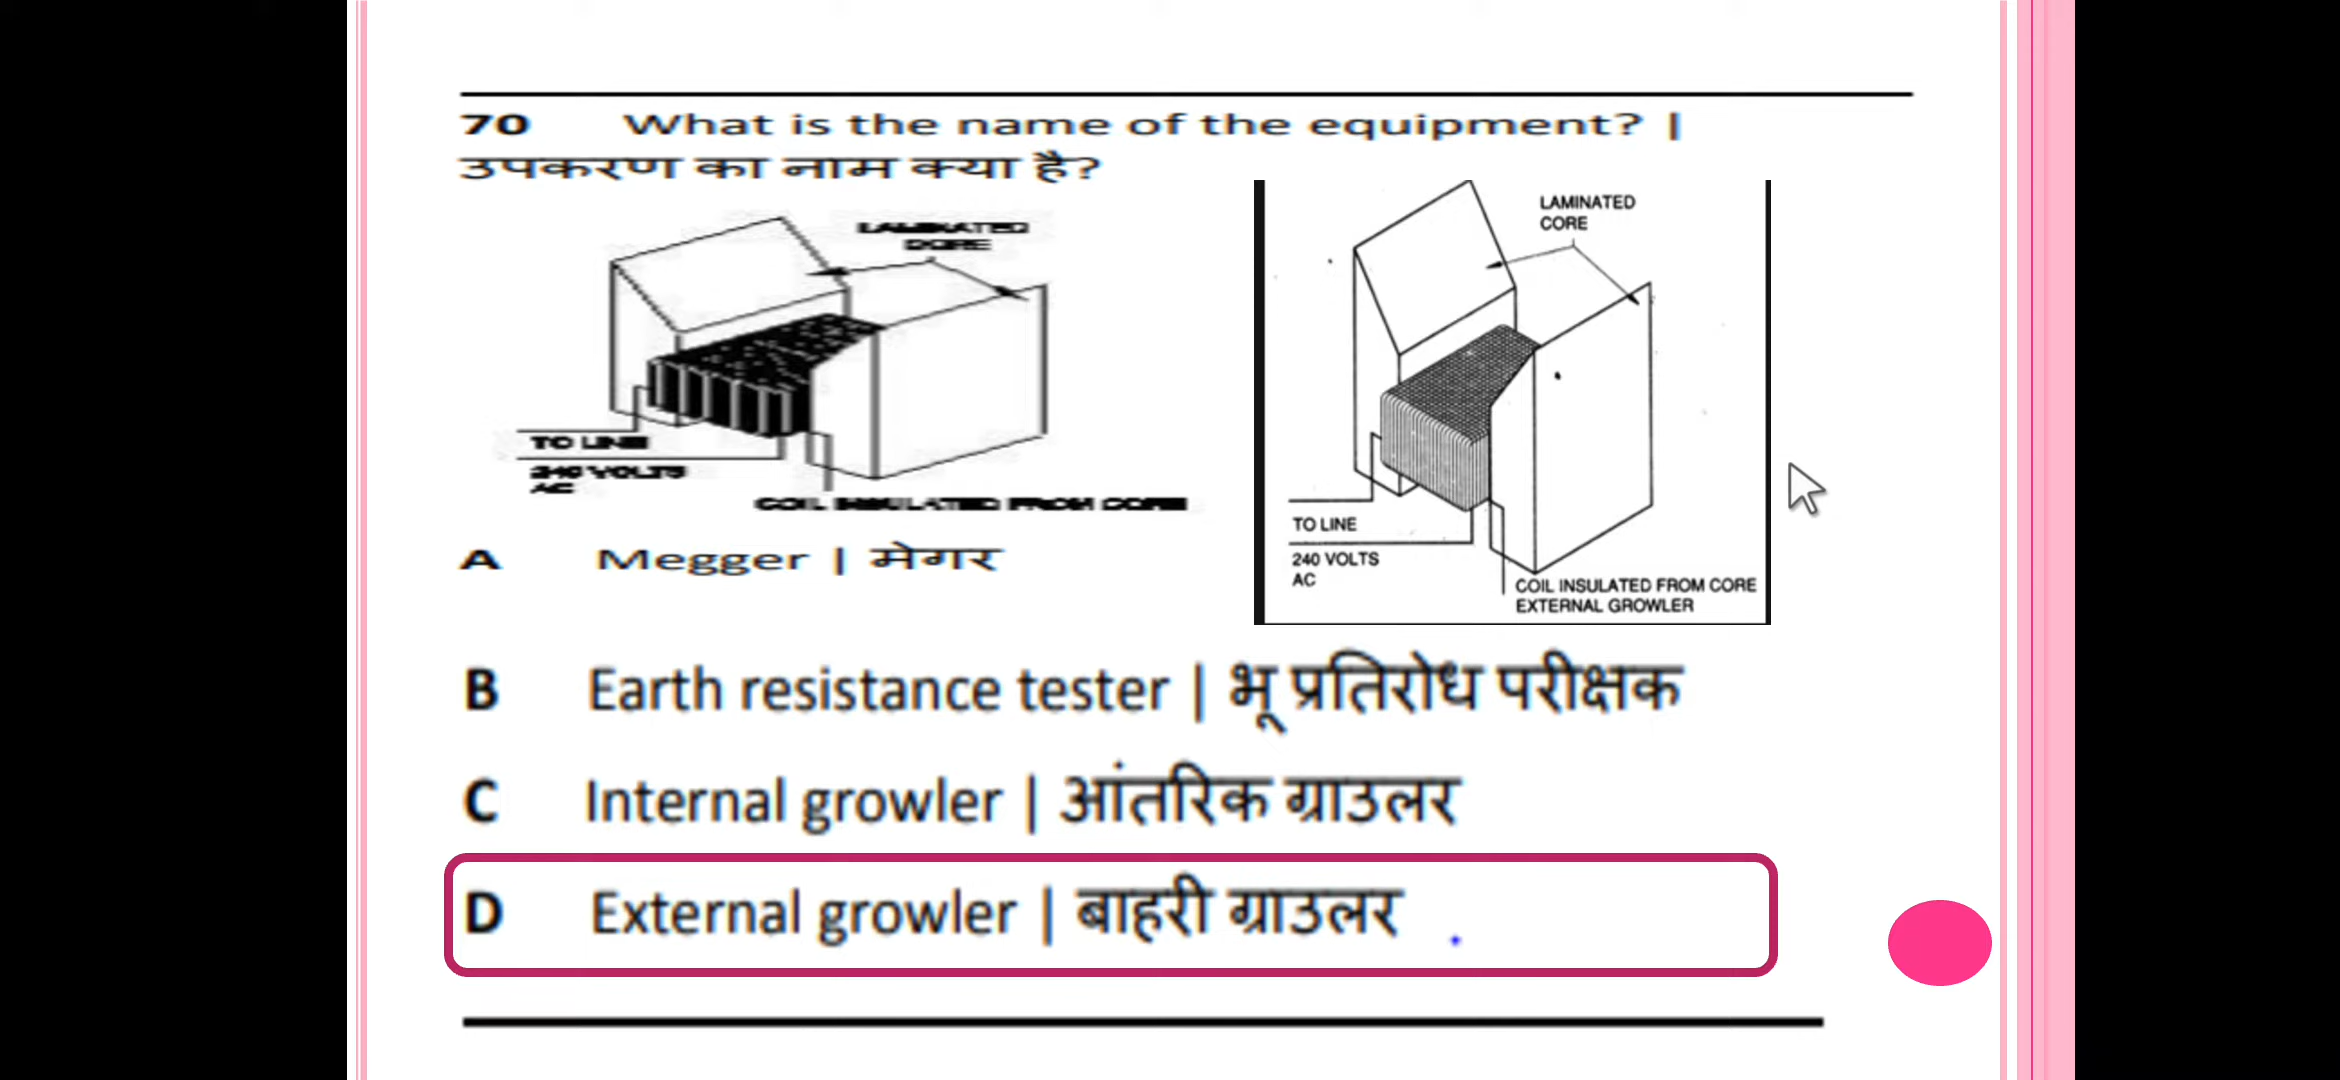 70 What is the name of the equipment? |
उपकरण का नाम क्या है?
LAMINATED
CORE
TO LINE
240 VOLTS
AC
COIL INSULATED FROM CORE
LAMINATED
CORE
TO LINE
240 VOLTS
AC
COIL INSULATED FROM CORE
EXTERNAL GROWLER
A Megger | मेगर
B Earth resistance tester | भू प्रतिरोध परीक्षक
C Internal growler | आंतरिक ग्राउलर
D External growler | बाहरी ग्राउलर